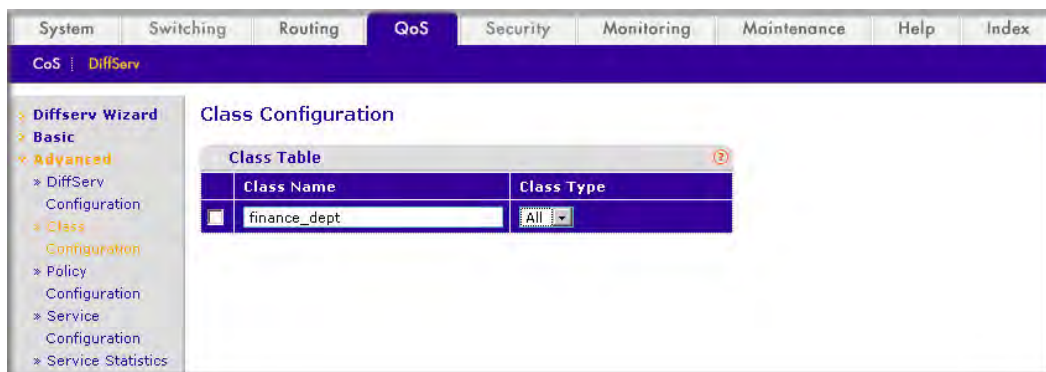 System Switching Routing QoS Security Monitoring Maintenance Help Index
CoS | DiffServ
Diffserv Wizard
Basic
Advanced
» DiffServ
Configuration
» Class
Configuration
» Policy
Configuration
» Service
Configuration
» Service Statistics
Class Configuration
Class Table ?
Class Name Class Type
finance_dept All